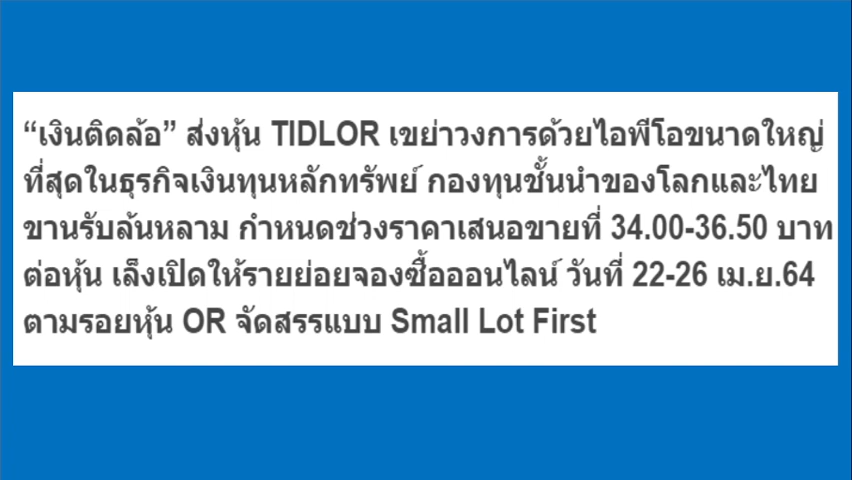 “เงินติดล้อ” ส่งหุ้น TIDLOR เขย่าวงการด้วยไอพีโอขนาดใหญ่
ที่สุดในธุรกิจเงินทุนหลักทรัพย์ กองทุนชั้นนำของโลกและไทย
ขานรับล้นหลาม กำหนดช่วงราคาเสนอขายที่ 34.00-36.50 บาท
ต่อหุ้น เล็งเปิดให้รายย่อยจองซื้อออนไลน์ วันที่ 22-26 เม.ย.64
ตามรอยหุ้น OR จัดสรรแบบ Small Lot First